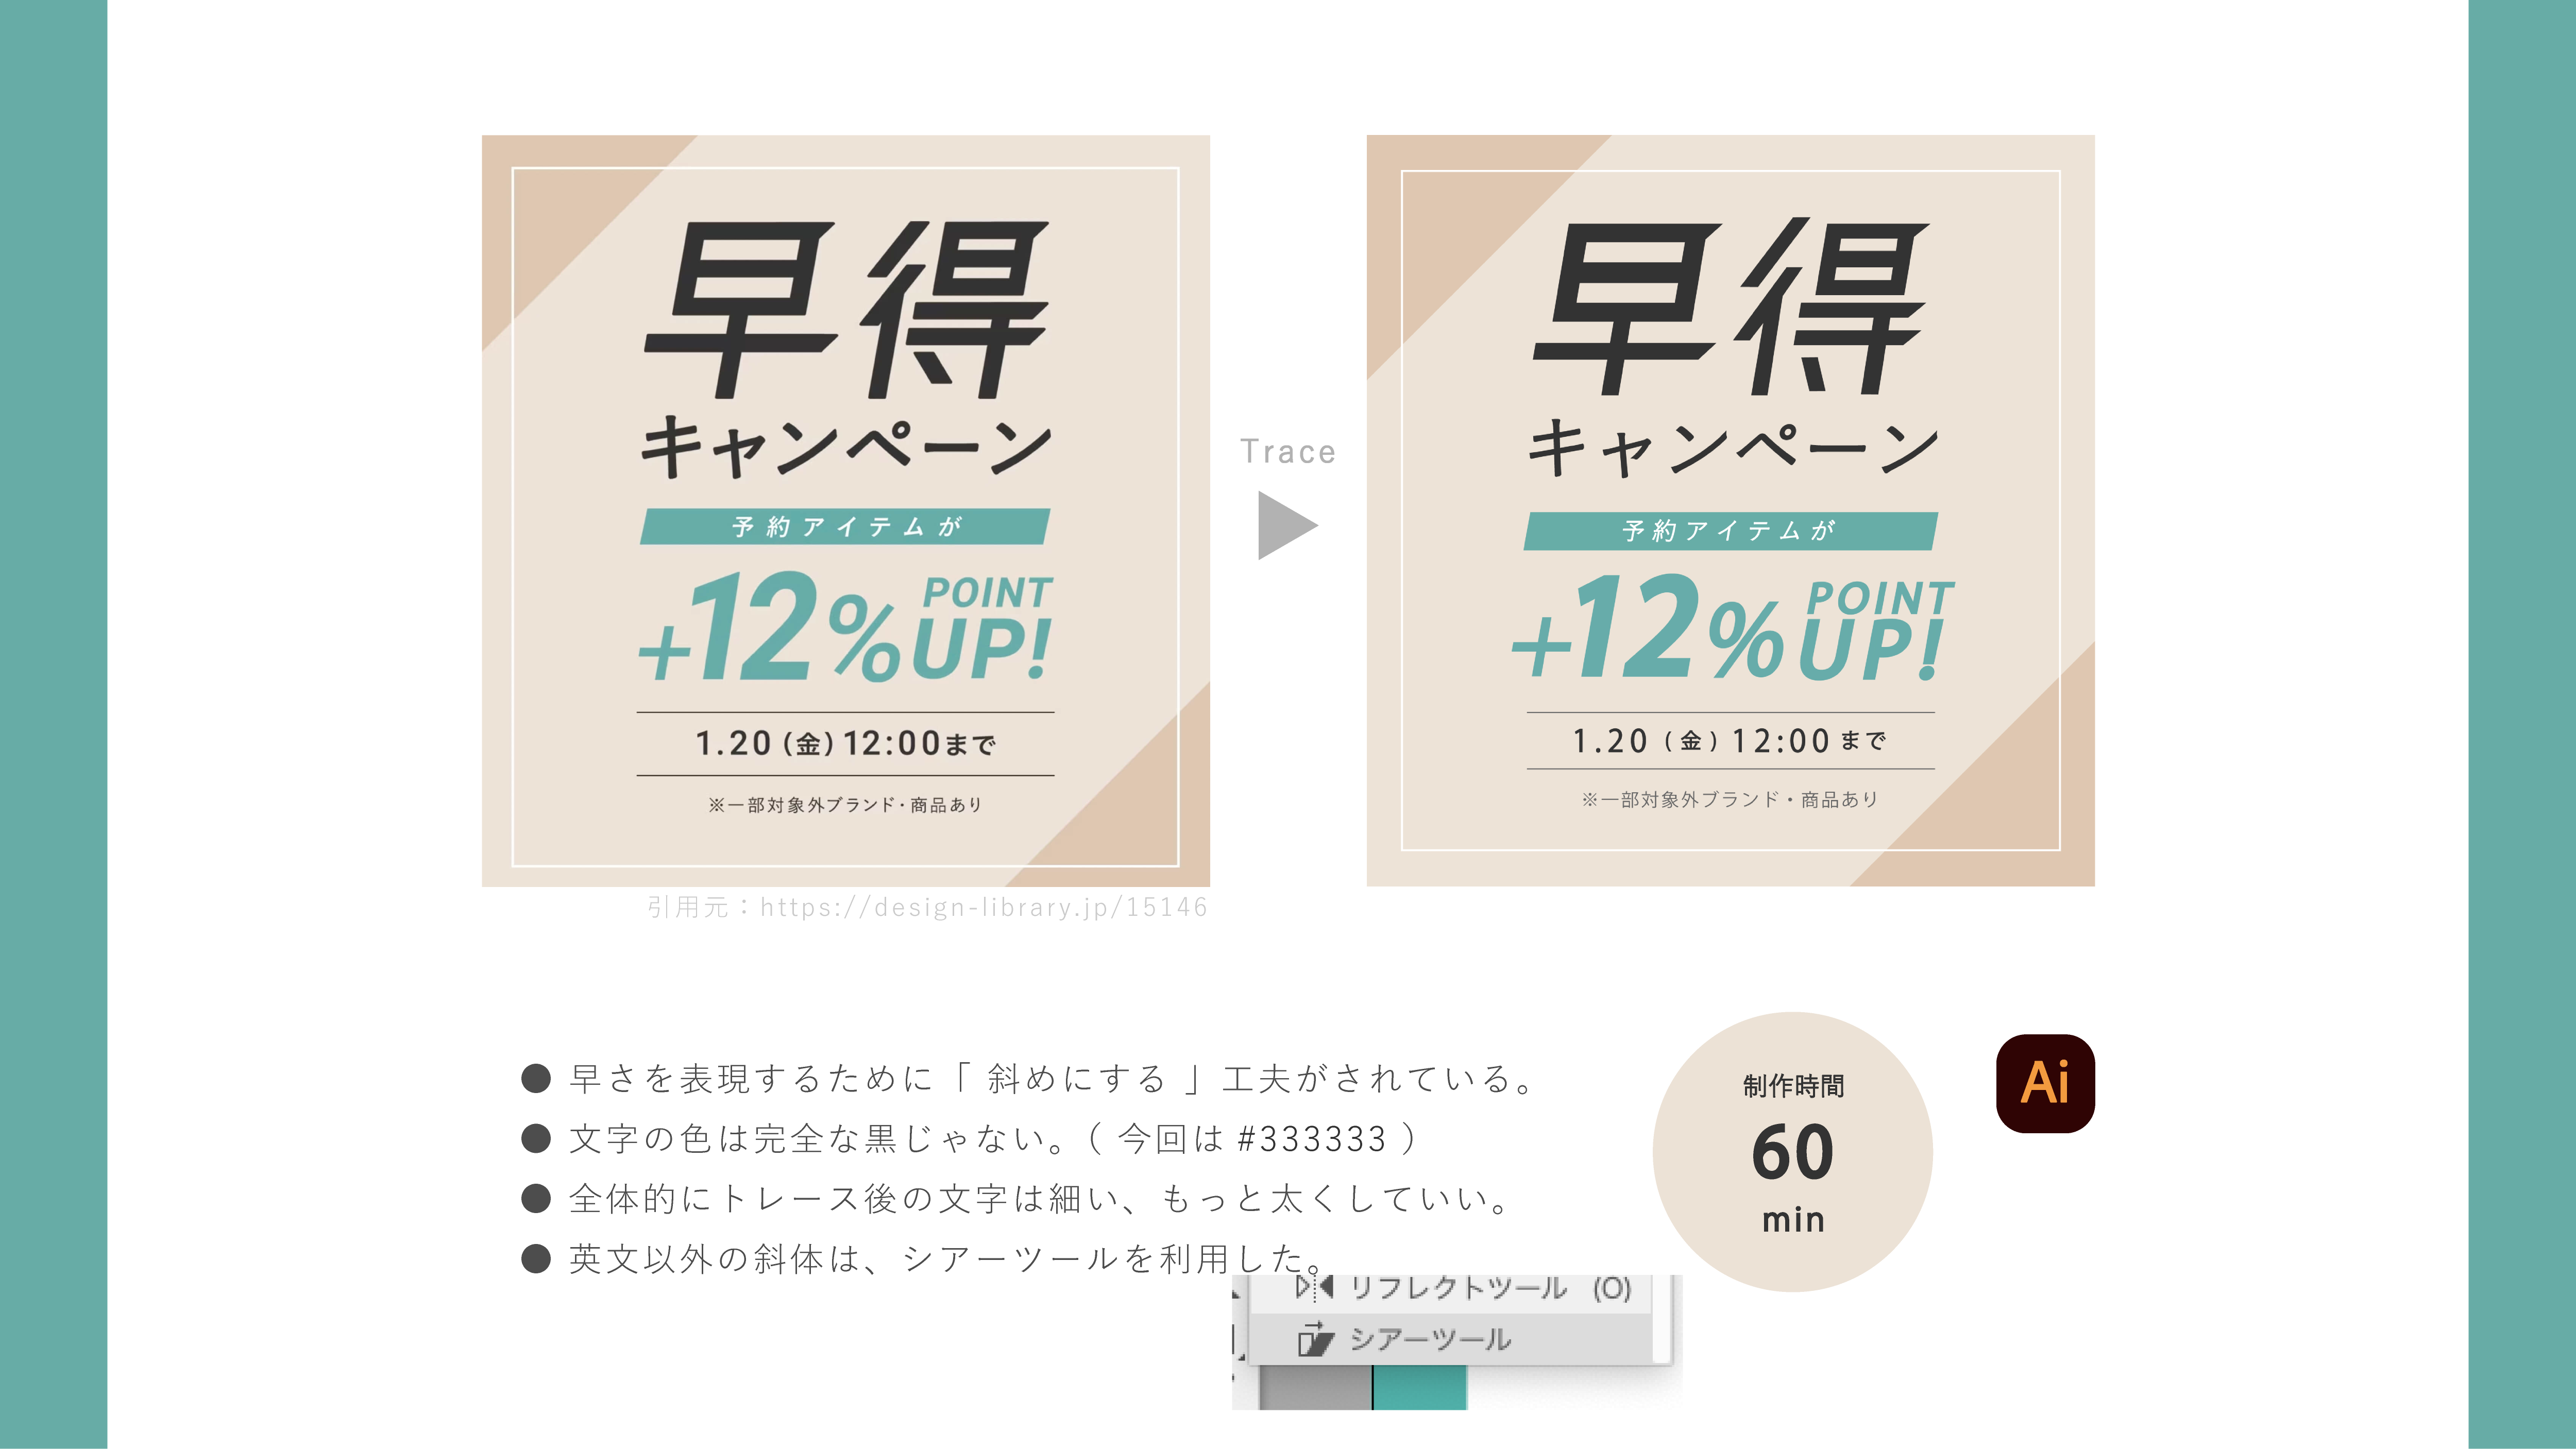 早得
キャンペーン
予約アイテムが
+12%POINT UP!
1.20(金)12:00まで
※一部対象外ブランド・商品あり
引用元：https://design-library.jp/15146
Trace
早得
キャンペーン
予約アイテムが
+12%POINT UP!
1.20(金)12:00まで
※一部対象外ブランド・商品あり
● 早さを表現するために「 斜めにする 」工夫がされている。
● 文字の色は完全な黒じゃない。( 今回は #333333 )
● 全体的にトレース後の文字は細い、もっと太くしていい。
● 英文以外の斜体は、シアーツールを利用した。
リフレクトツール (O)
シアーツール
制作時間
60
min
Ai